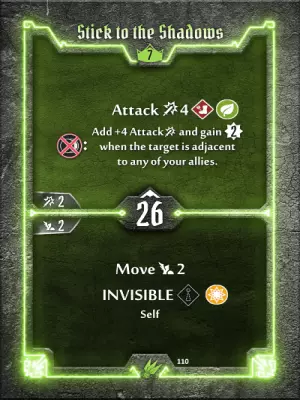 Stick to the Shadows
7
Attack 4
Add +4 Attack and gain 2
: when the target is adjacent
to any of your allies.
2
26
2
Move 2
INVISIBLE
Self
110